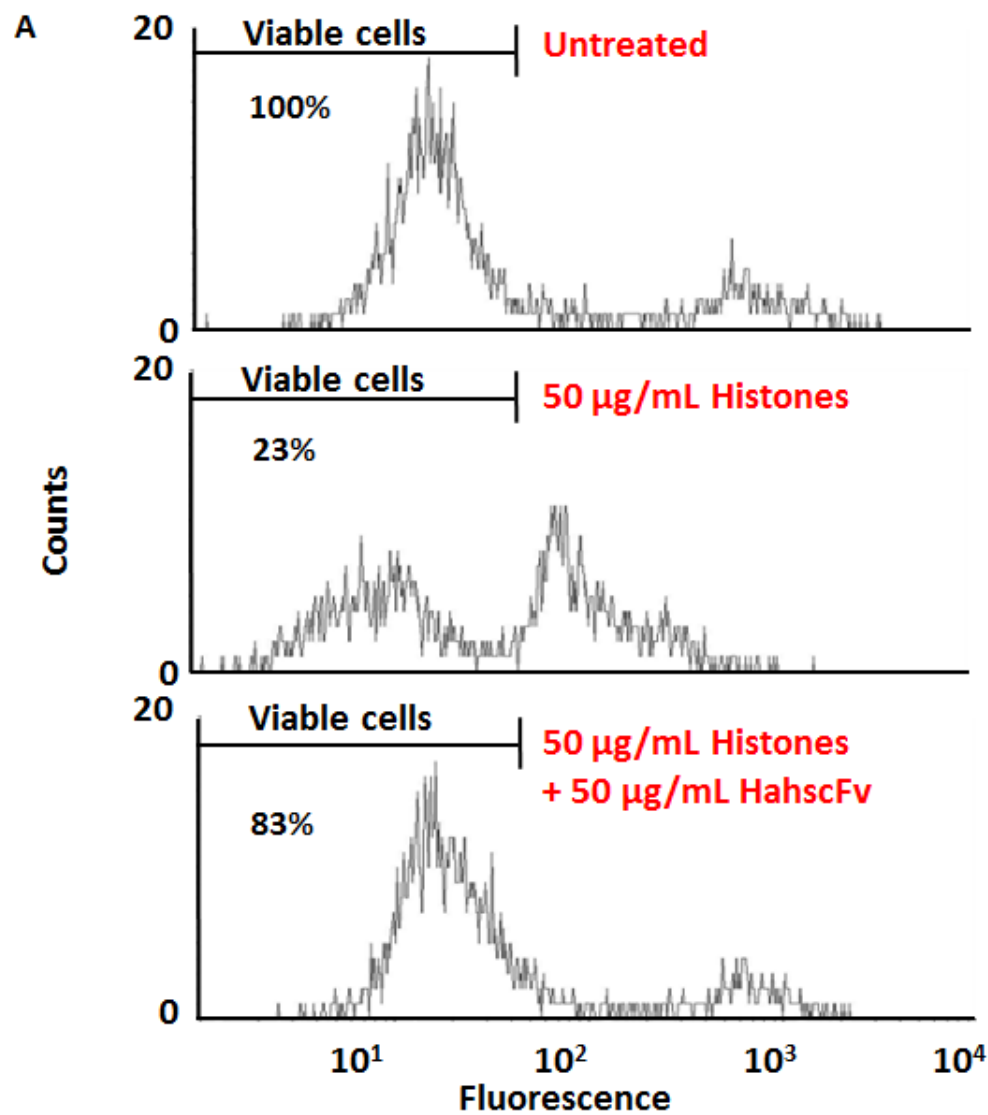 A
20
Viable cells
Untreated
100%
0
20
Viable cells
50 µg/mL Histones
23%
Counts
0
20
Viable cells
50 µg/mL Histones
+ 50 µg/mL HahscFv
83%
0
10¹ 10² 10³ 10⁴
Fluorescence